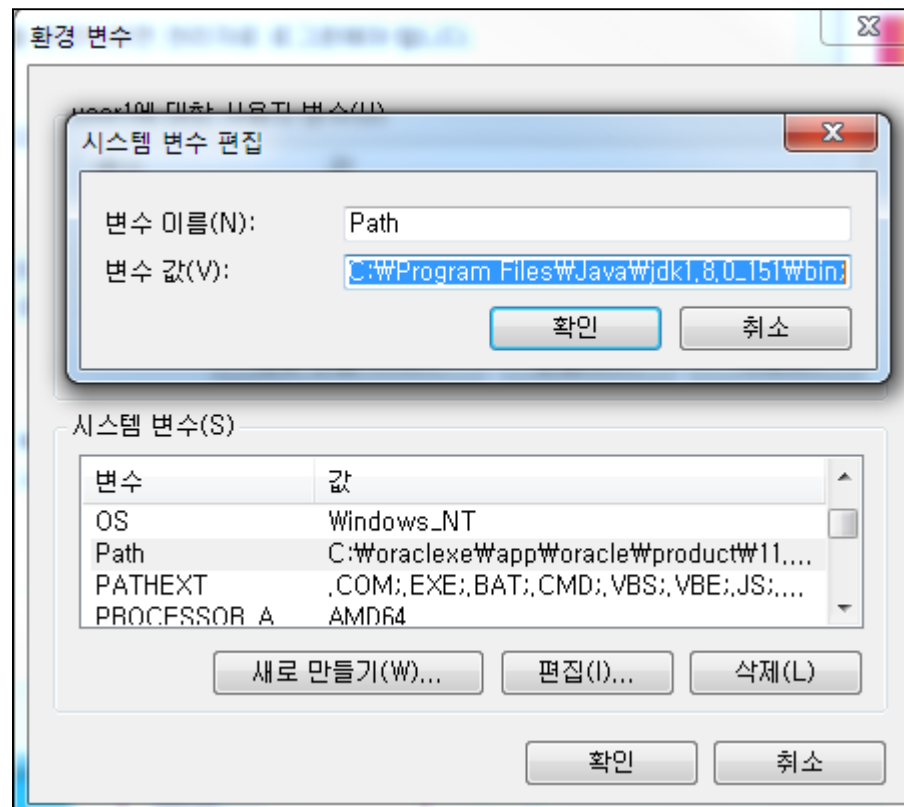 환경 변수
시스템 변수 편집
변수 이름(N): Path
변수 값(V): C:₩Program Files₩Java₩jdk1.8.0_151₩bin;
확인 취소
시스템 변수(S)
변수 값
OS Windows_NT
Path C:₩oraclexe₩app₩oracle₩product₩11....
PATHEXT .COM;.EXE;.BAT;.CMD;.VBS;.VBE;.JS;....
PROCESSOR_A AMD64
새로 만들기(W)... 편집(I)... 삭제(L)
확인 취소